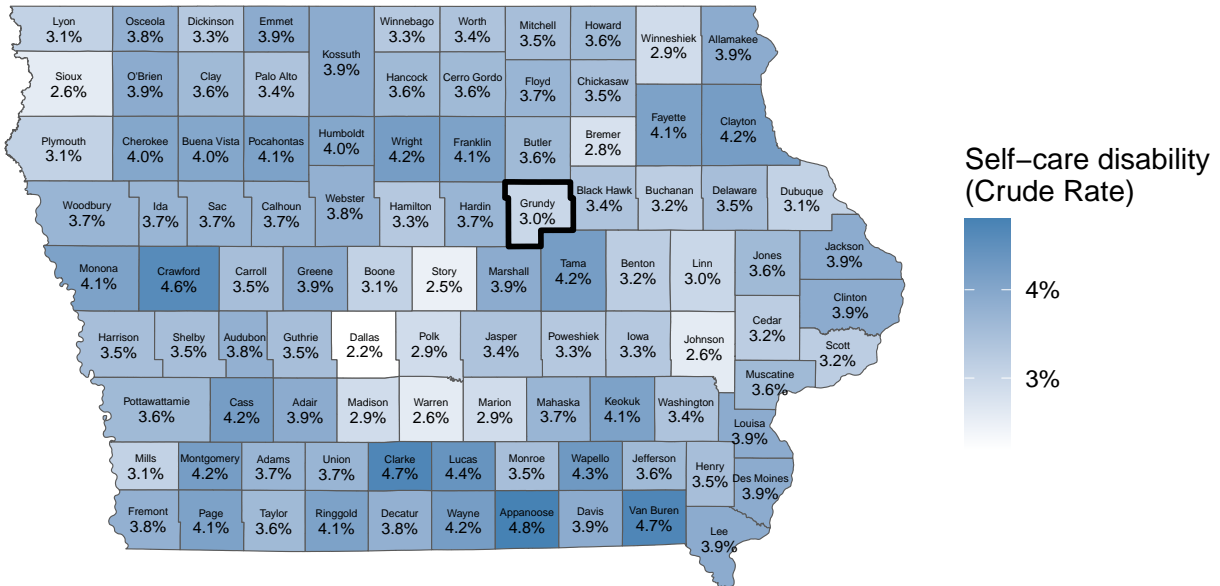 Lyon
3.1%
Osceola
3.8%
Dickinson
3.3%
Emmet
3.9%
Kossuth
3.9%
Winnebago
3.3%
Worth
3.4%
Mitchell
3.5%
Howard
3.6%
Winneshiek
2.9%
Allamakee
3.9%
Sioux
2.6%
O'Brien
3.9%
Clay
3.6%
Palo Alto
3.4%
Hancock
3.6%
Cerro Gordo
3.6%
Floyd
3.7%
Chickasaw
3.5%
Fayette
4.1%
Clayton
4.2%
Plymouth
3.1%
Cherokee
4.0%
Buena Vista
4.0%
Pocahontas
4.1%
Humboldt
4.0%
Wright
4.2%
Franklin
4.1%
Butler
3.6%
Bremer
2.8%
Woodbury
3.7%
Ida
3.7%
Sac
3.7%
Calhoun
3.7%
Webster
3.8%
Hamilton
3.3%
Hardin
3.7%
Grundy
3.0%
Black Hawk
3.4%
Buchanan
3.2%
Delaware
3.5%
Dubuque
3.1%
Monona
4.1%
Crawford
4.6%
Carroll
3.5%
Greene
3.9%
Boone
3.1%
Story
2.5%
Marshall
3.9%
Tama
4.2%
Benton
3.2%
Linn
3.0%
Jones
3.6%
Jackson
3.9%
Clinton
3.9%
Harrison
3.5%
Shelby
3.5%
Audubon
3.8%
Guthrie
3.5%
Dallas
2.2%
Polk
2.9%
Jasper
3.4%
Poweshiek
3.3%
Iowa
3.3%
Johnson
2.6%
Cedar
3.2%
Scott
3.2%
Muscatine
3.6%
Pottawattamie
3.6%
Cass
4.2%
Adair
3.9%
Madison
2.9%
Warren
2.6%
Marion
2.9%
Mahaska
3.7%
Keokuk
4.1%
Washington
3.4%
Louisa
3.9%
Mills
3.1%
Montgomery
4.2%
Adams
3.7%
Union
3.7%
Clarke
4.7%
Lucas
4.4%
Monroe
3.5%
Wapello
4.3%
Jefferson
3.6%
Henry
3.5%
Des Moines
3.9%
Fremont
3.8%
Page
4.1%
Taylor
3.6%
Ringgold
4.1%
Decatur
3.8%
Wayne
4.2%
Appanoose
4.8%
Davis
3.9%
Van Buren
4.7%
Lee
3.9%
Self−care disability
(Crude Rate)
4%
3%